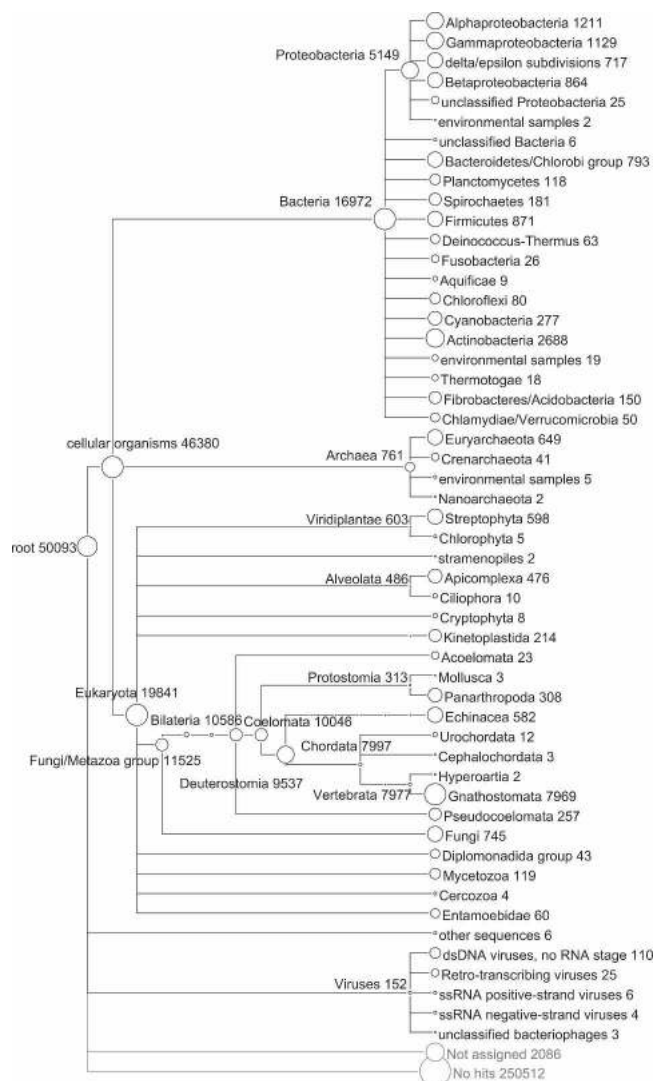 Alphaproteobacteria 1211
Gammaproteobacteria 1129
Proteobacteria 5149
delta/epsilon subdivisions 717
Betaproteobacteria 864
unclassified Proteobacteria 25
environmental samples 2
unclassified Bacteria 6
Bacteroidetes/Chlorobi group 793
Planctomycetes 118
Bacteria 16972
Spirochaetes 181
Firmicutes 871
Deinococcus-Thermus 63
Fusobacteria 26
Aquificae 9
Chloroflexi 80
Cyanobacteria 277
Actinobacteria 2688
environmental samples 19
Thermotogae 18
Fibrobacteres/Acidobacteria 150
Chlamydiae/Verrucomicrobia 50
cellular organisms 46380
Euryarchaeota 649
Archaea 761
Crenarchaeota 41
environmental samples 5
Nanoarchaeota 2
Viridiplantae 603
Streptophyta 598
Chlorophyta 5
root 50093
stramenopiles 2
Alveolata 486
Apicomplexa 476
Ciliophora 10
Cryptophyta 8
Kinetoplastida 214
Acoelomata 23
Protostomia 313
Mollusca 3
Eukaryota 19841
Panarthropoda 308
Bilateria 10586
Coelomata 10046
Echinacea 582
Chordata 7997
Urochordata 12
Fungi/Metazoa group 11525
Cephalochordata 3
Deuterostomia 9537
Hyperoartia 2
Vertebrata 7977
Gnathostomata 7969
Pseudocoelomata 257
Fungi 745
Diplomonadida group 43
Mycetozoa 119
Cercozoa 4
Entamoebidae 60
other sequences 6
dsDNA viruses, no RNA stage 110
Retro-transcribing viruses 25
Viruses 152
ssRNA positive-strand viruses 6
ssRNA negative-strand viruses 4
unclassified bacteriophages 3
Not assigned 2086
No hits 250512